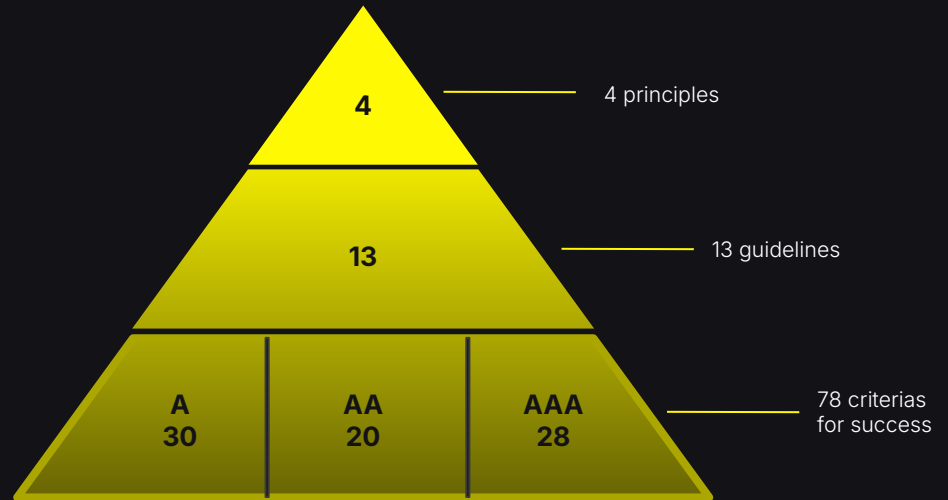 4
4 principles
13
13 guidelines
A
30
AA
20
AAA
28
78 criterias
for success